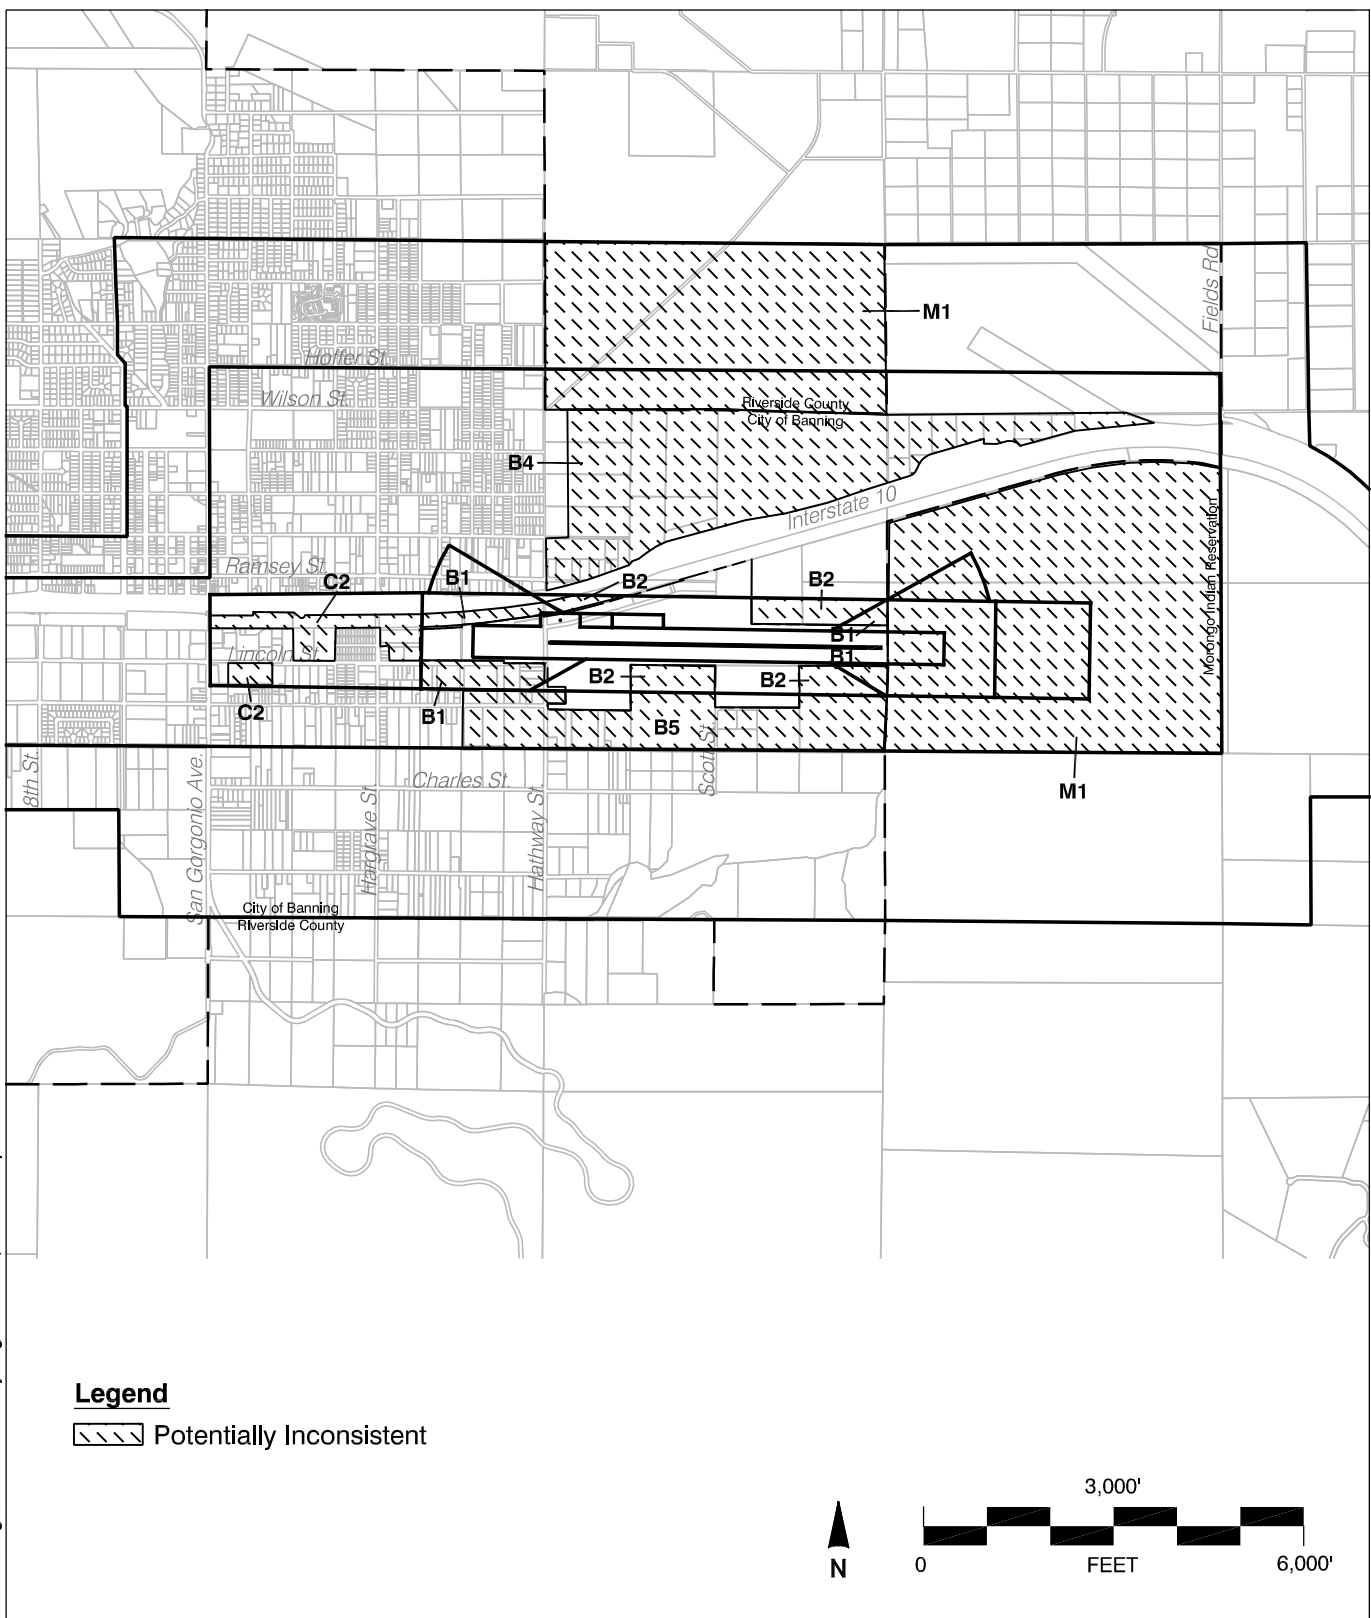 Fields Rd
M1
Hoffer St.
Wilson St.
Riverside County
City of Banning
B4
Interstate 10
Morongo Indian Reservation
Ramsey St.
C2
B1
B2
B2
B1
B1
Lincoln St.
B2
B2
C2
B1
B5
8th St.
San Gorgonio Ave.
Hargrave St.
Charles St.
Hathway St.
Scott St.
M1
City of Banning
Riverside County
Legend
Potentially Inconsistent
3,000'
N
0
FEET
6,000'